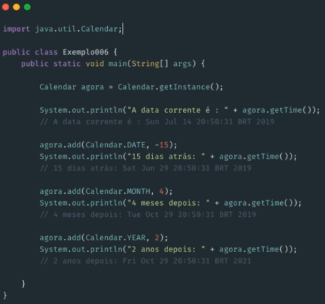 import java.util.Calendar;
public class Exemplo006 {
public static void main(String[] args) {
Calendar agora = Calendar.getInstance();
System.out.println("A data corrente é : " + agora.getTime());
// A data corrente é : Sun Jul 14 20:50:31 BRT 2019
agora.add(Calendar.DATE, -15);
System.out.println("15 dias atrás: " + agora.getTime());
// 15 dias atrás: Sat Jun 29 20:50:31 BRT 2019
agora.add(Calendar.MONTH, 4);
System.out.println("4 meses depois: " + agora.getTime());
// 4 meses depois: Tue Oct 29 20:50:31 BRT 2019
agora.add(Calendar.YEAR, 2);
System.out.println("2 anos depois: " + agora.getTime());
// 2 anos depois: Fri Oct 29 20:50:31 BRT 2021
}
}